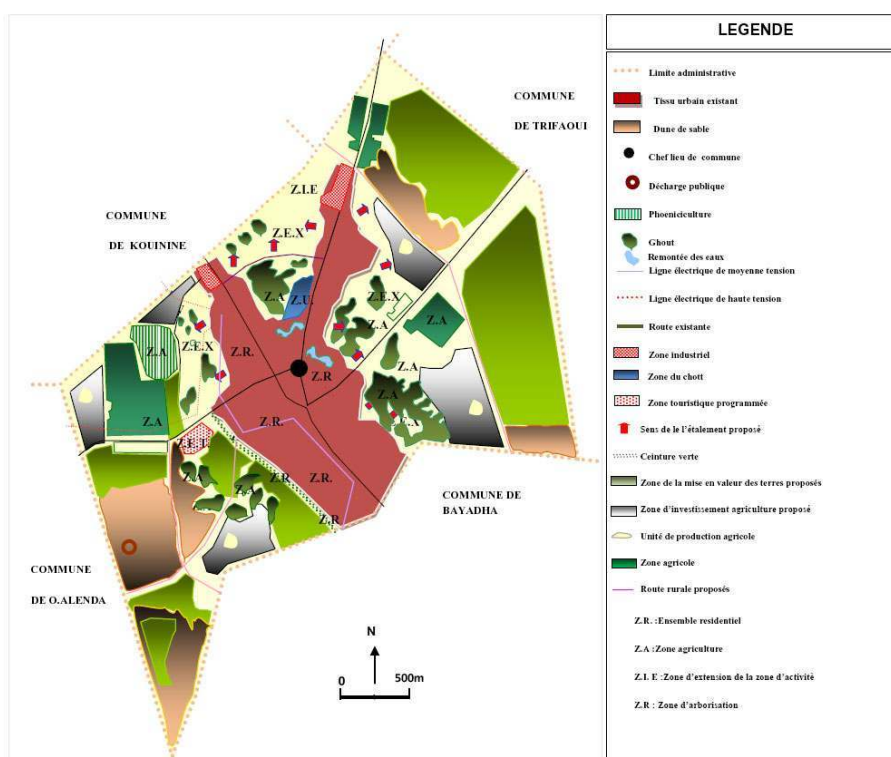 LEGENDE
Limite administrative
Tissu urbain existant
Dune de sable
Chef lieu de commune
Décharge publique
Phoeniciculture
Ghout
Remontée des eaux
Ligne électrique de moyenne tension
Ligne électrique de haute tension
Route existante
Zone industriel
Zone du chott
Zone touristique programmée
Sens de le l'étalement proposé
Ceinture verte
Zone de la mise en valeur des terres proposés
Zone d'investissement agriculture proposé
Unité de production agricole
Zone agricole
Route rurale proposés
Z.R. :Ensemble residentiel
Z.A :Zone agriculture
Z.I. E :Zone d'extension de la zone d'activité
Z.R : Zone d'arborisation
COMMUNE
DE TRIFAOUI
COMMUNE
DE KOUININE
COMMUNE DE
BAYADHA
COMMUNE
DE O.ALENDA
Z.I.E
Z.E.X
Z.A
Z.U.
Z.E.X
Z.A
Z.A
Z.A
Z.E.X
Z.R.
Z.R
Z.A
Z.A
Z.A
Z.R.
Z.A
Z.A
Z.R
Z.R.
Z.R
N
0
500m